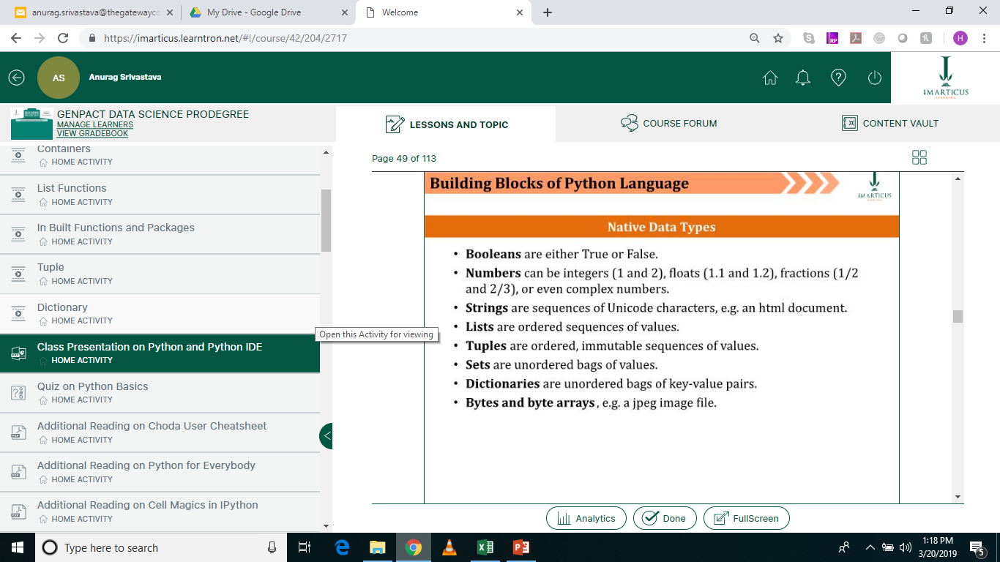 anurag.srivastava@thegatewayco
My Drive - Google Drive
Welcome
https://imarticus.learntron.net/#!/course/42/204/2717
RP
H
AS
Anurag Srivastava
IMARTICUS
LEARNING
GENPACT DATA SCIENCE PRODEGREE
MANAGE LEARNERS
VIEW GRADEBOOK
LESSONS AND TOPIC
COURSE FORUM
CONTENT VAULT
Containers
HOME ACTIVITY
List Functions
HOME ACTIVITY
In Built Functions and Packages
HOME ACTIVITY
Tuple
HOME ACTIVITY
Dictionary
HOME ACTIVITY
Open this Activity for viewing
Class Presentation on Python and Python IDE
HOME ACTIVITY
Quiz on Python Basics
HOME ACTIVITY
Additional Reading on Choda User Cheatsheet
HOME ACTIVITY
Additional Reading on Python for Everybody
HOME ACTIVITY
Additional Reading on Cell Magics in IPython
HOME ACTIVITY
Page 49 of 113
Building Blocks of Python Language
IMARTICUS
Native Data Types
• Booleans are either True or False.
• Numbers can be integers (1 and 2), floats (1.1 and 1.2), fractions (1/2
and 2/3), or even complex numbers.
• Strings are sequences of Unicode characters, e.g. an html document.
• Lists are ordered sequences of values.
• Tuples are ordered, immutable sequences of values.
• Sets are unordered bags of values.
• Dictionaries are unordered bags of key-value pairs.
• Bytes and byte arrays, e.g. a jpeg image file.
Analytics
Done
FullScreen
Type here to search
1:18 PM
3/20/2019
5